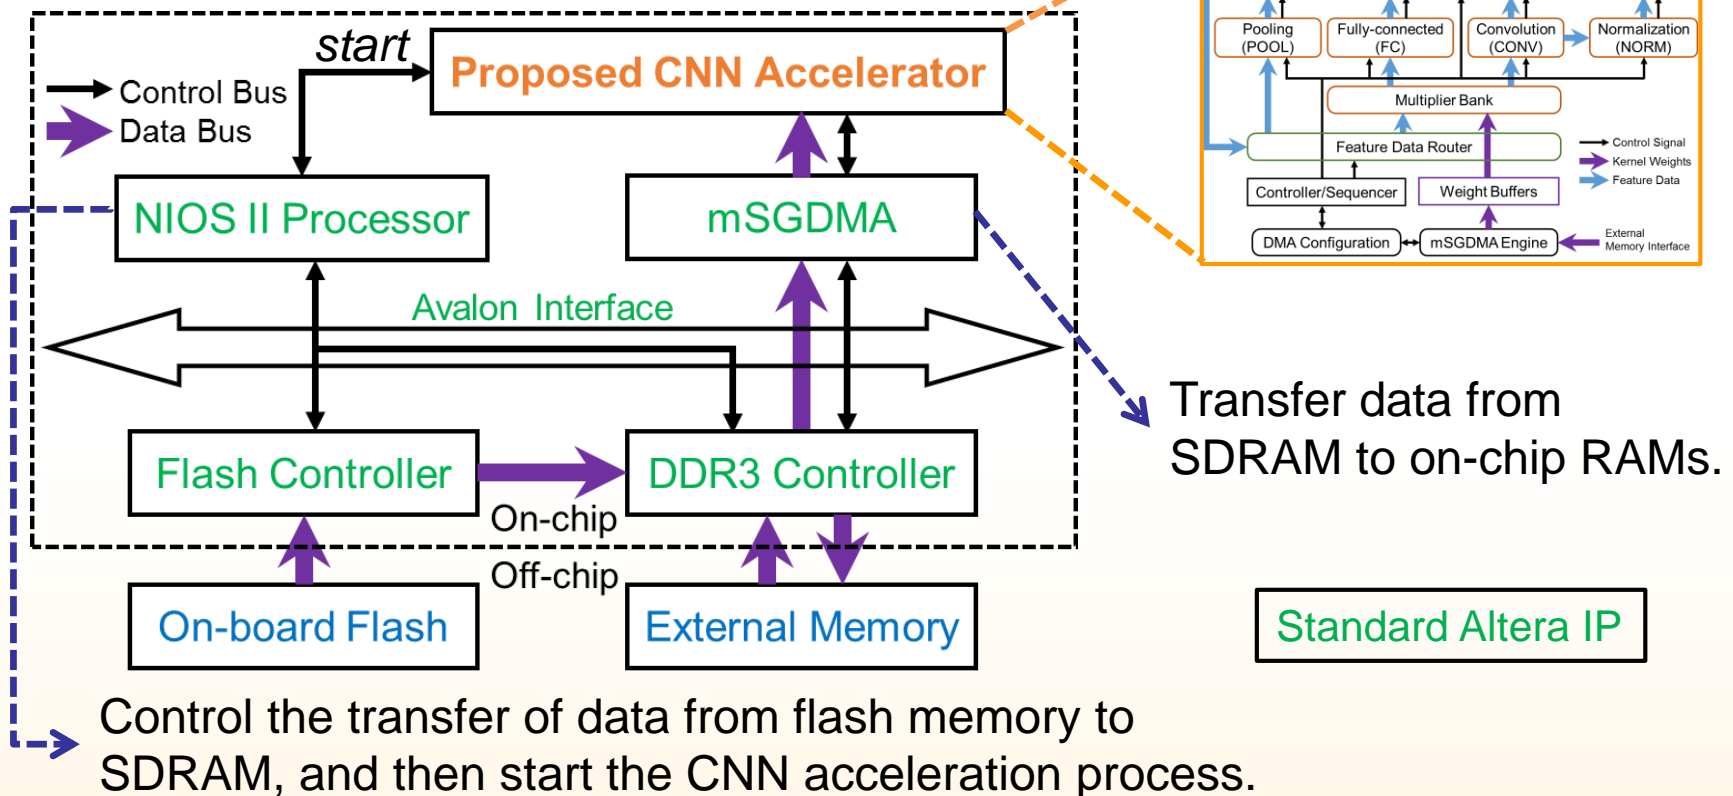 start
Proposed CNN Accelerator
Control Bus
Data Bus
NIOS II Processor
mSGDMA
Avalon Interface
Flash Controller
DDR3 Controller
On-chip
Off-chip
On-board Flash
External Memory
Control the transfer of data from flash memory to
SDRAM, and then start the CNN acceleration process.
Pooling
(POOL)
Fully-connected
(FC)
Convolution
(CONV)
Normalization
(NORM)
Multiplier Bank
Feature Data Router
Control Signal
Kernel Weights
Feature Data
Controller/Sequencer
Weight Buffers
DMA Configuration
mSGDMA Engine
External
Memory Interface
Transfer data from
SDRAM to on-chip RAMs.
Standard Altera IP